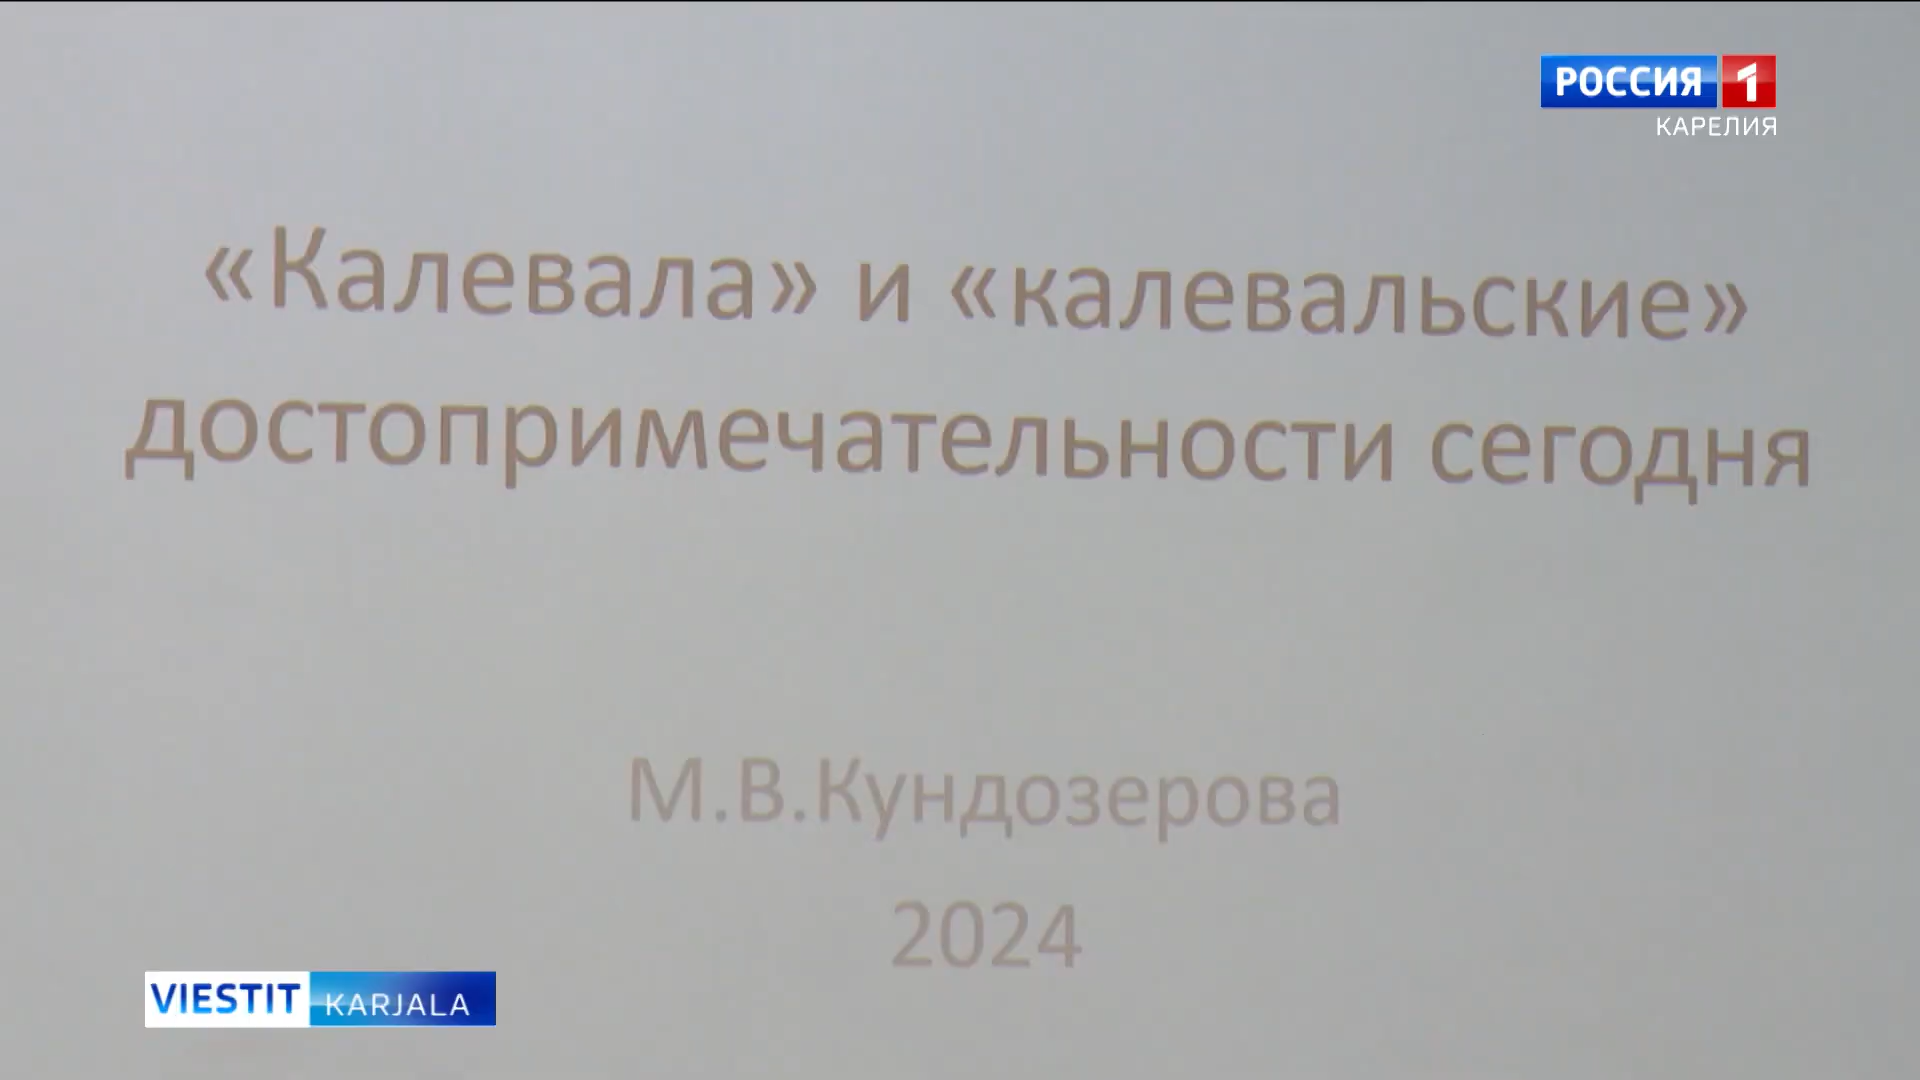 РОССИЯ 1
КАРЕЛИЯ
«Калевала» и «калевальские»
достопримечательности сегодня
М.В.Кундозерова
2024
VIESTIT KARJALA